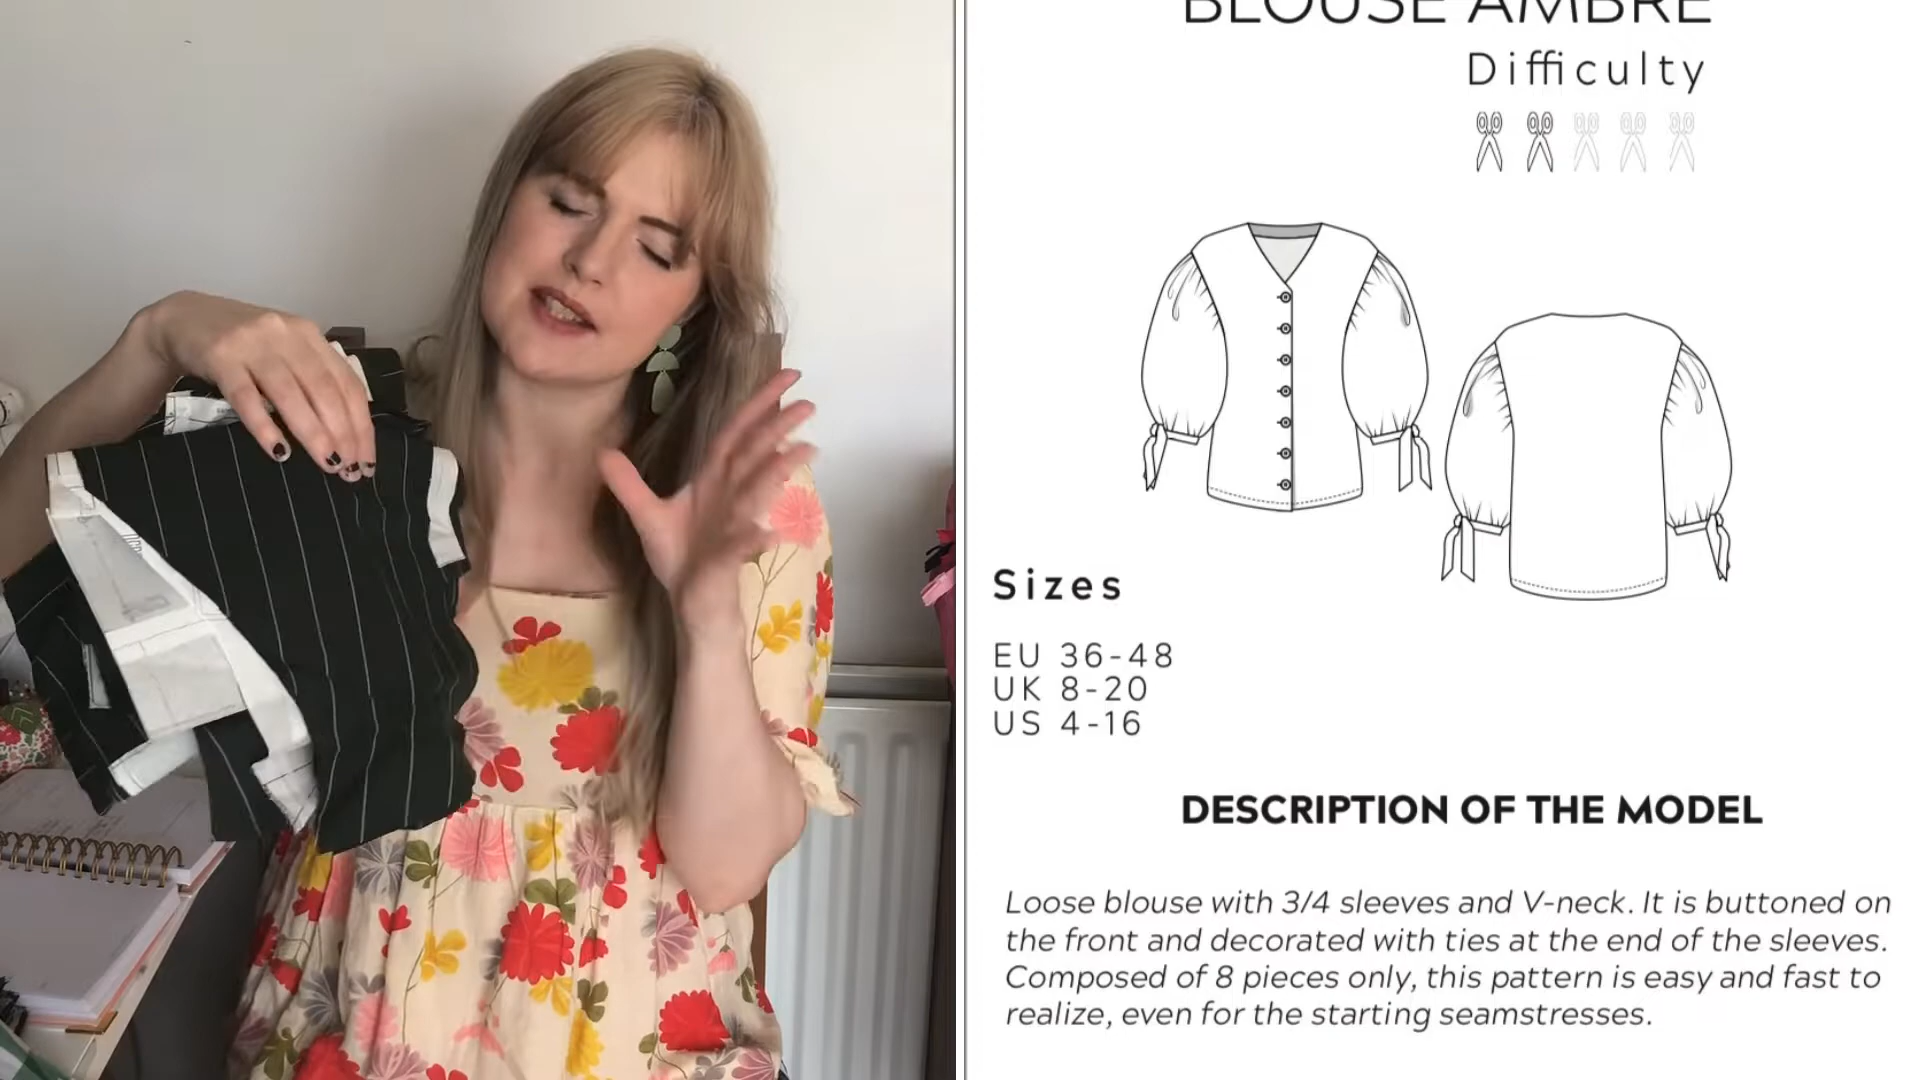 BLOUSE AMBRE
Difficulty
Sizes
EU 36-48
UK 8-20
US 4-16
DESCRIPTION OF THE MODEL
Loose blouse with 3/4 sleeves and V-neck. It is buttoned on
the front and decorated with ties at the end of the sleeves.
Composed of 8 pieces only, this pattern is easy and fast to
realize, even for the starting seamstresses.